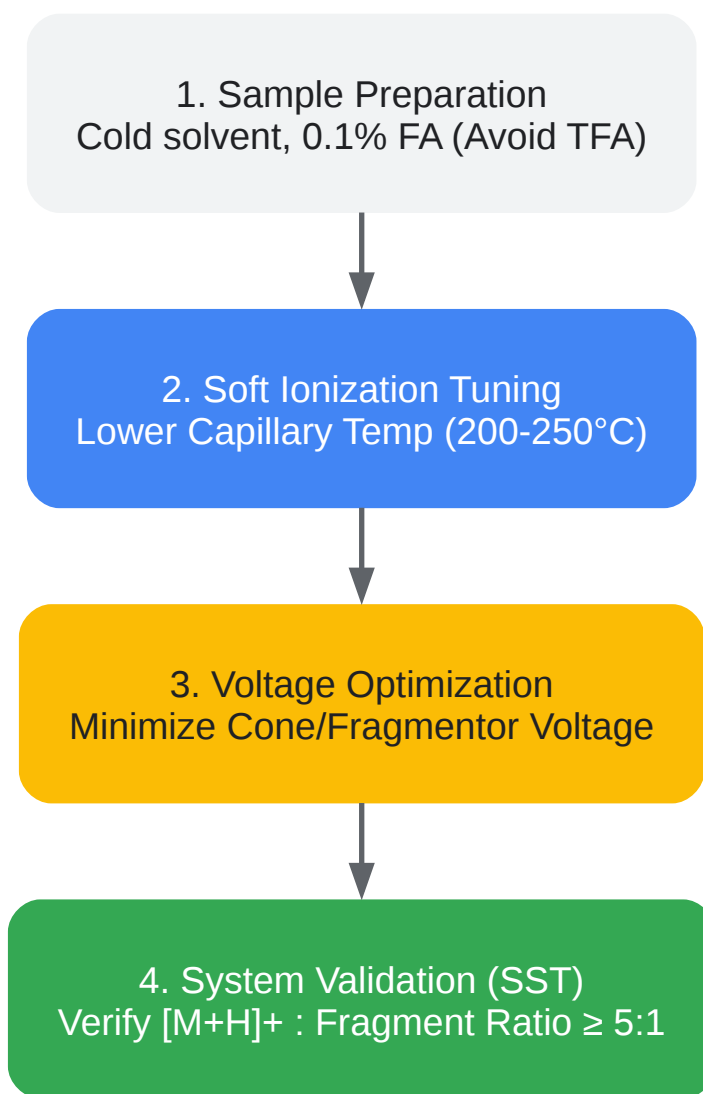 1. Sample Preparation
Cold solvent, 0.1% FA (Avoid TFA)
2. Soft Ionization Tuning
Lower Capillary Temp (200-250°C)
3. Voltage Optimization
Minimize Cone/Fragmentor Voltage
4. System Validation (SST)
Verify [M+H]+ : Fragment Ratio ≥ 5:1